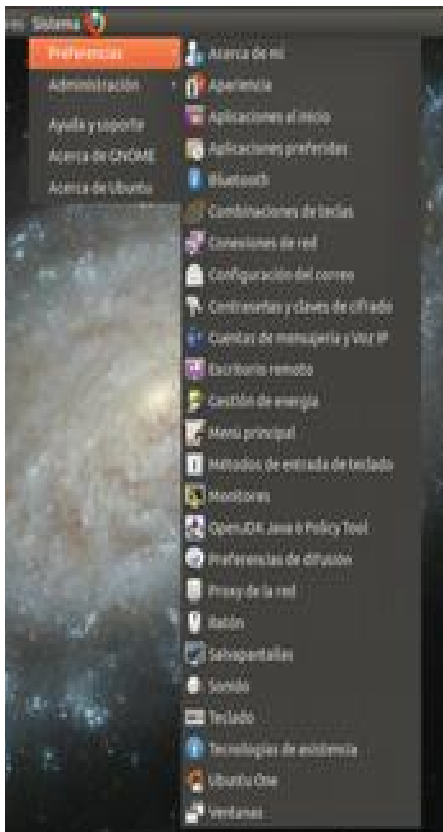 Sistema
Preferencias
Administración
Ayuda y soporte
Acerca de GNOME
Acerca de Ubuntu
Acerca de mí
Apariencia
Aplicaciones al inicio
Aplicaciones preferidas
Bluetooth
Combinaciones de teclas
Conexiones de red
Configuración del correo
Contraseñas y claves de cifrado
Cuentas de mensajería y Voz IP
Escritorio remoto
Gestión de energía
Menú principal
Métodos de entrada de teclado
Monitores
OpenJDK Java 6 Policy Tool
Preferencias de difusión
Proxy de la red
Ratón
Salvapantallas
Sonido
Teclado
Tecnologías de asistencia
Ubuntu One
Ventanas